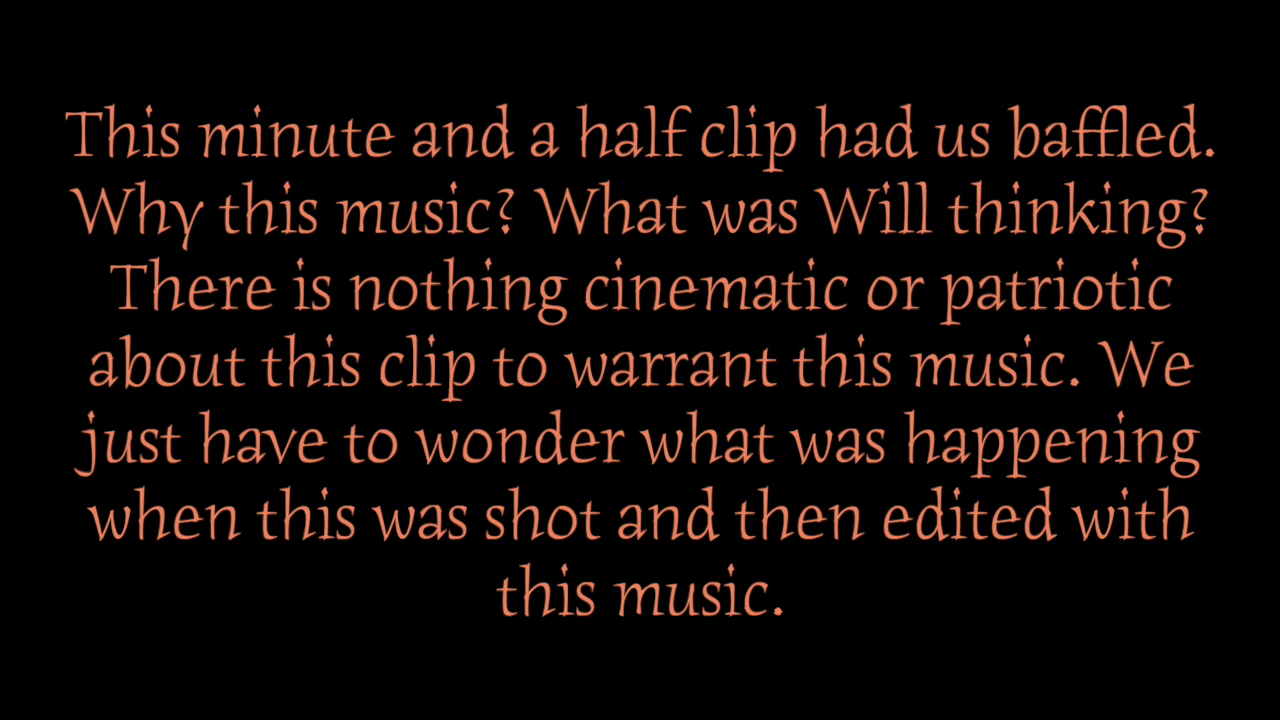 This minute and a half clip had us baffled.
Why this music? What was Will thinking?
There is nothing cinematic or patriotic
about this clip to warrant this music. We
just have to wonder what was happening
when this was shot and then edited with
this music.